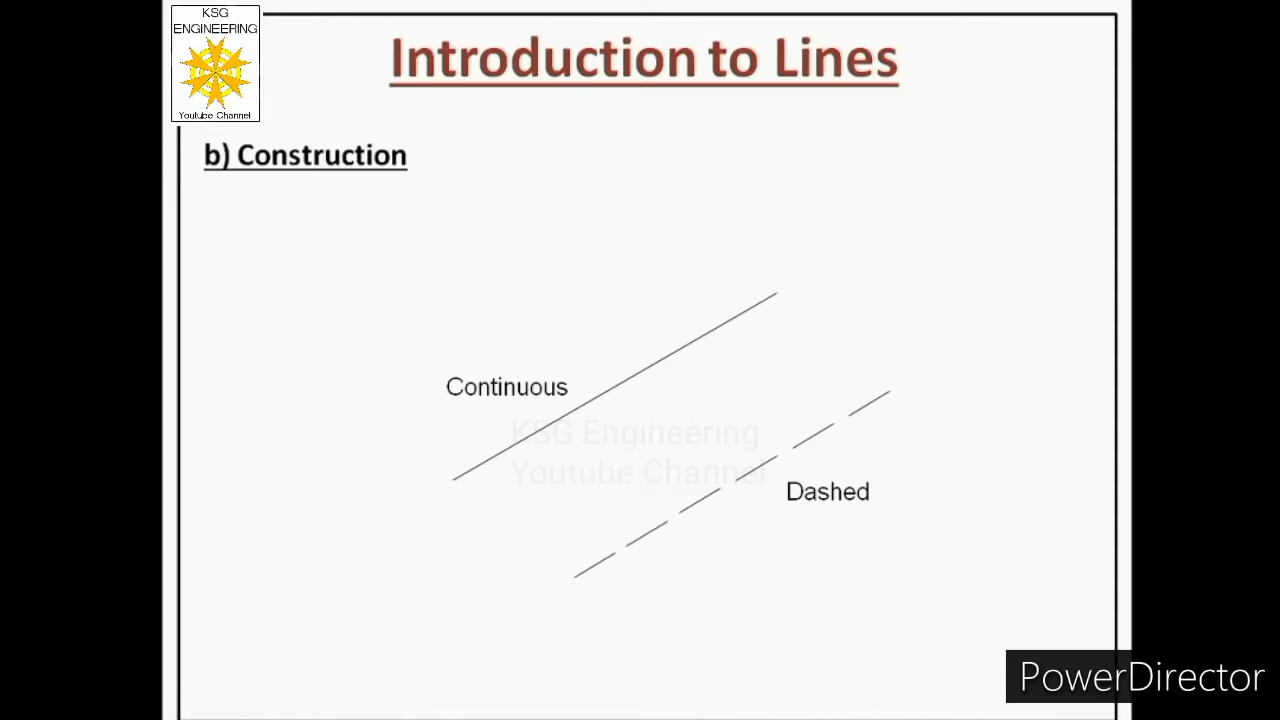 KSG
ENGINEERING
Youtube Channel
Introduction to Lines
b) Construction
Continuous
KSG Engineering
Youtube Channel
Dashed
PowerDirector